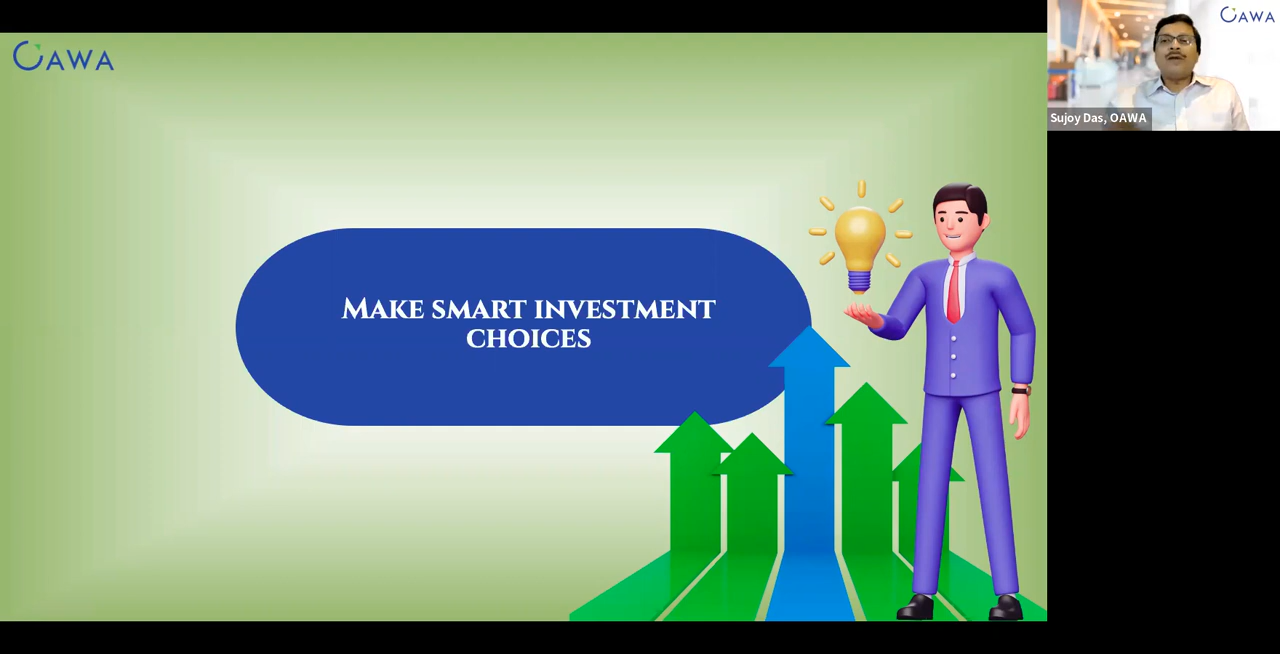 OAWA
MAKE SMART INVESTMENT
CHOICES
OAWA
Sujoy Das, OAWA